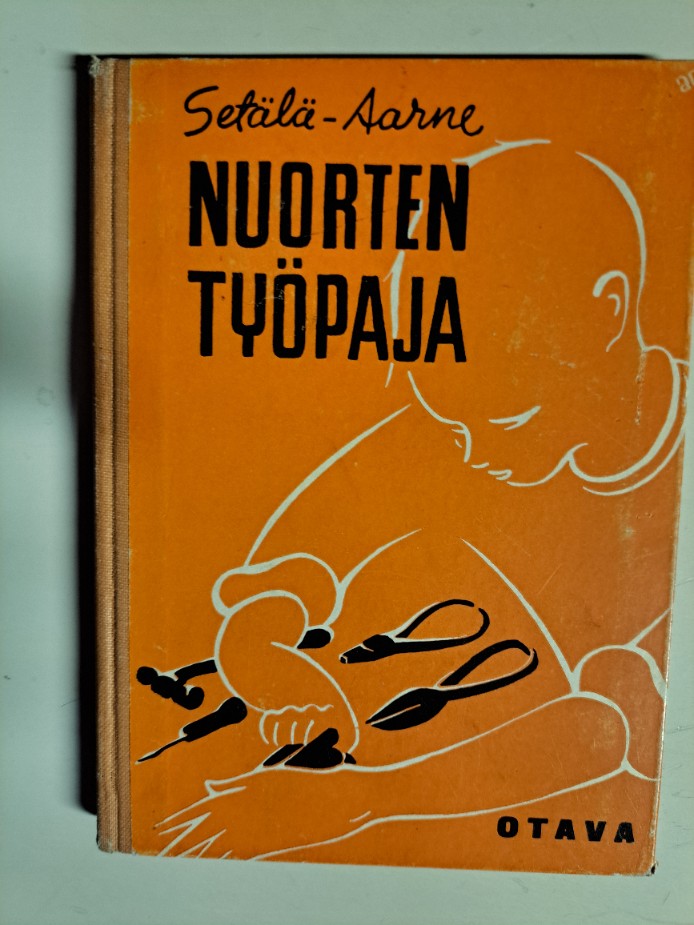 Setälä-Aarne
NUORTEN
TYÖPAJA
OTAVA